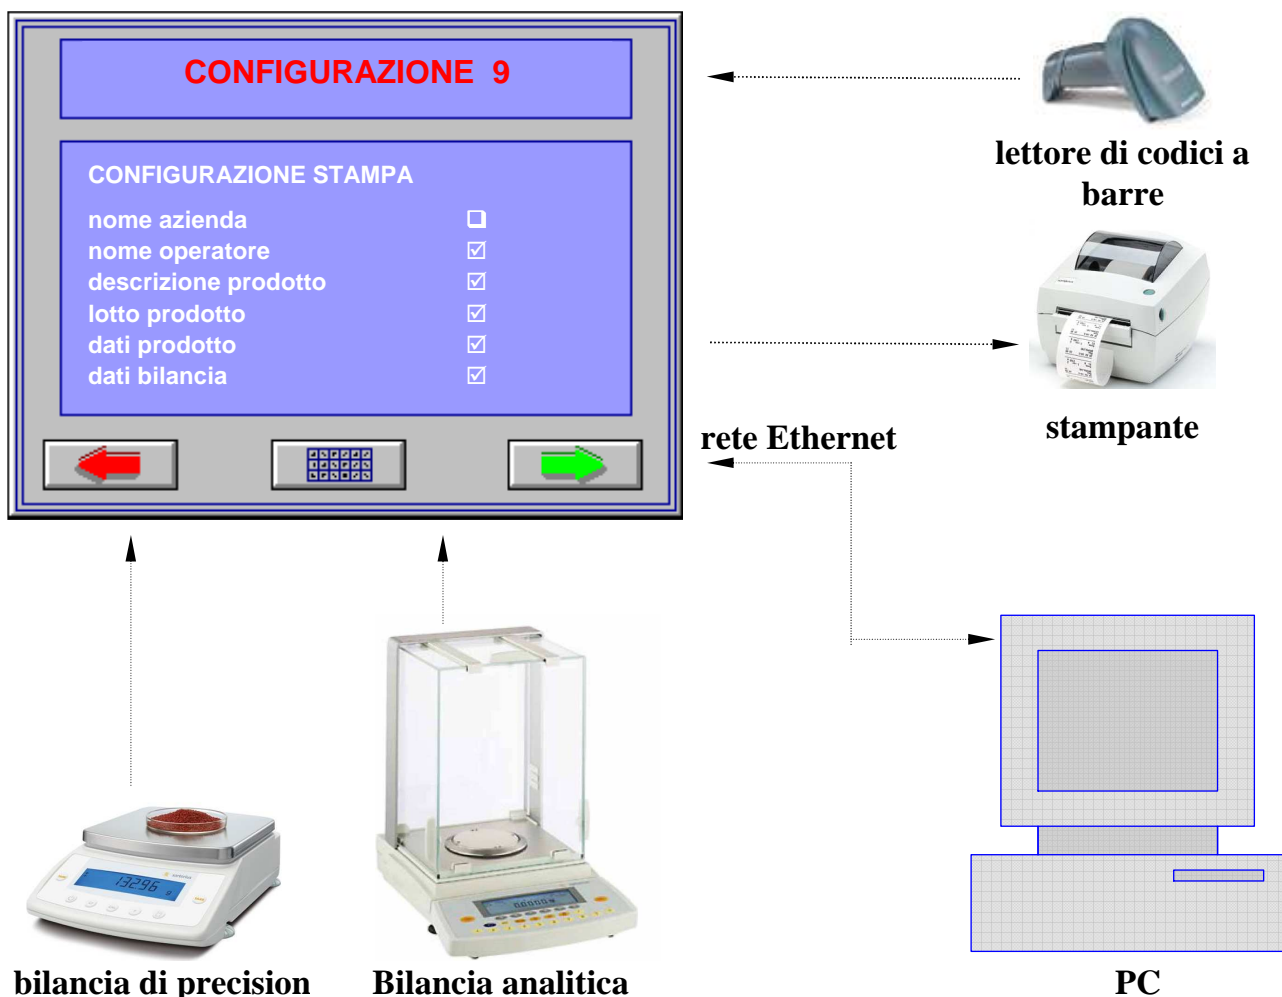 CONFIGURAZIONE 9
CONFIGURAZIONE STAMPA
nome azienda
nome operatore
descrizione prodotto
lotto prodotto
dati prodotto
dati bilancia
lettore di codici a
barre
stampante
rete Ethernet
13296
bilancia di precision
Bilancia analitica
PC